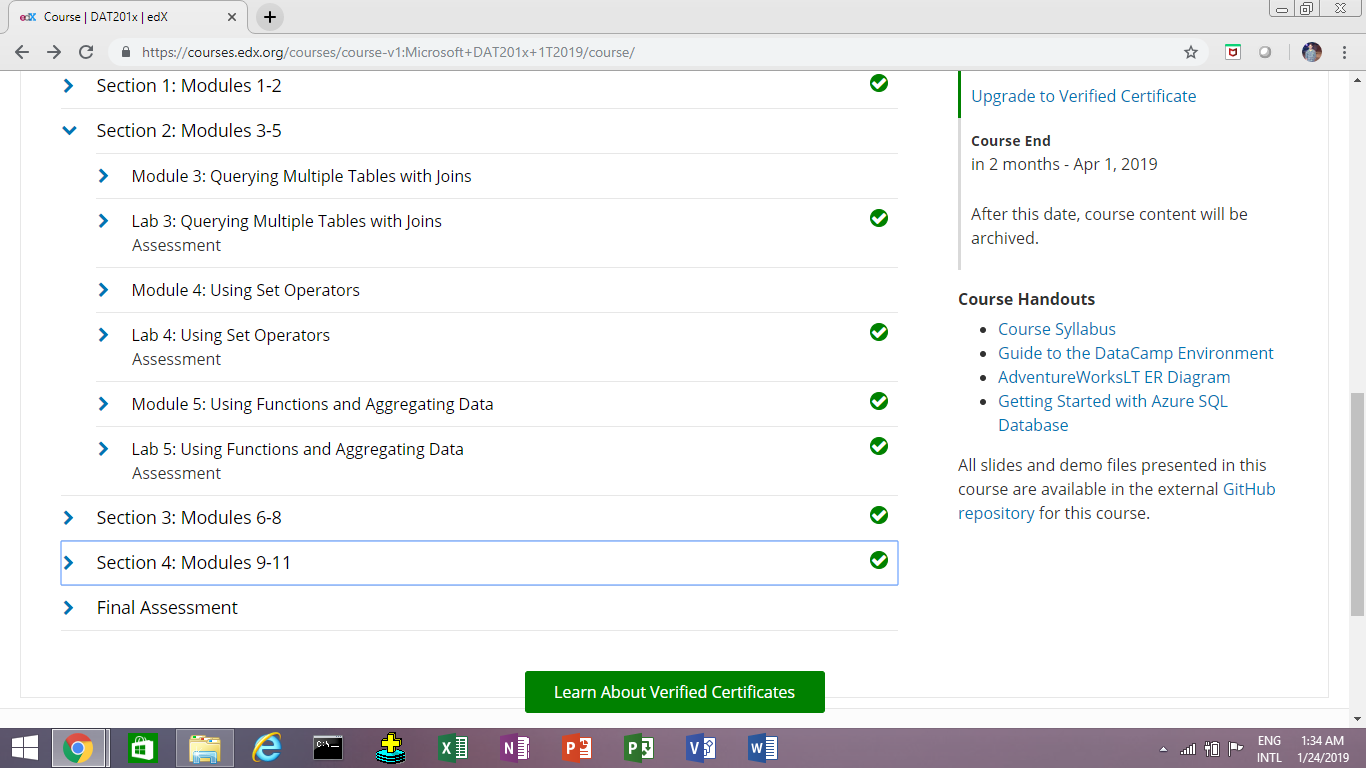 edX Course | DAT201x | edX
https://courses.edx.org/courses/course-v1:Microsoft+DAT201x+1T2019/course/
Section 1: Modules 1-2
Section 2: Modules 3-5
Module 3: Querying Multiple Tables with Joins
Lab 3: Querying Multiple Tables with Joins
Assessment
Module 4: Using Set Operators
Lab 4: Using Set Operators
Assessment
Module 5: Using Functions and Aggregating Data
Lab 5: Using Functions and Aggregating Data
Assessment
Section 3: Modules 6-8
Section 4: Modules 9-11
Final Assessment
Learn About Verified Certificates
Upgrade to Verified Certificate
Course End
in 2 months - Apr 1, 2019
After this date, course content will be
archived.
Course Handouts
Course Syllabus
Guide to the DataCamp Environment
AdventureWorksLT ER Diagram
Getting Started with Azure SQL
Database
All slides and demo files presented in this
course are available in the external GitHub
repository for this course.
ENG
INTL
1:34 AM
1/24/2019